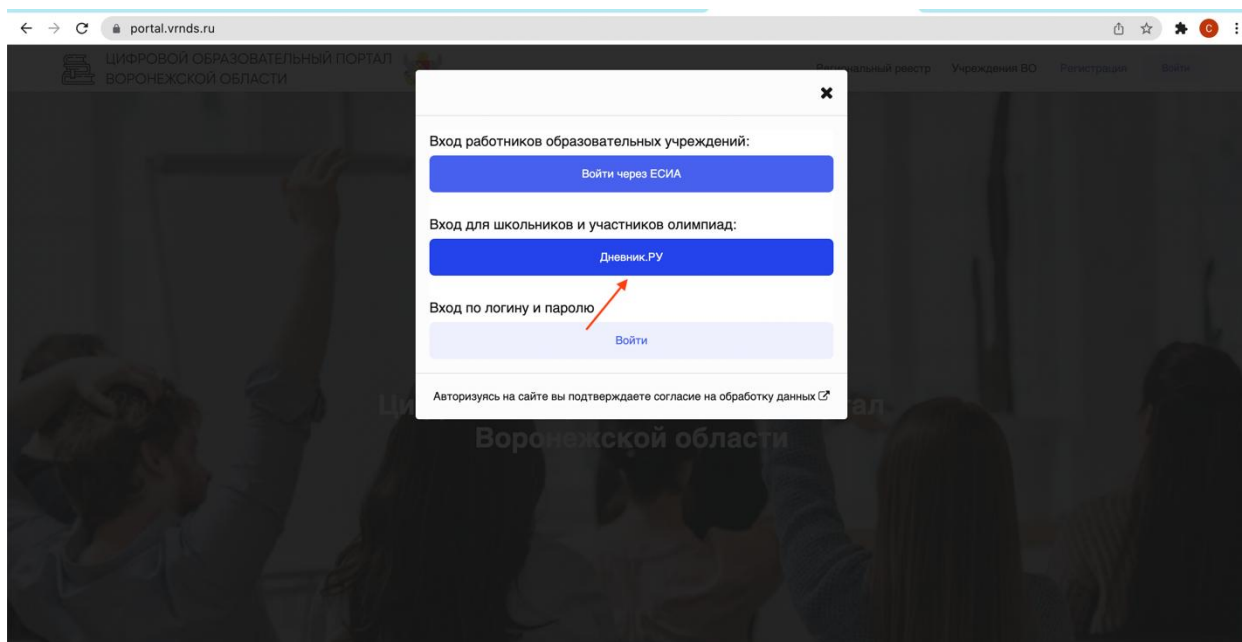 portal.vrnds.ru
C
ЦИФРОВОЙ ОБРАЗОВАТЕЛЬНЫЙ ПОРТАЛ
ВОРОНЕЖСКОЙ ОБЛАСТИ
Региональный реестр Учреждения ВО Регистрация Войти
Вход работников образовательных учреждений:
Войти через ЕСИА
Вход для школьников и участников олимпиад:
Дневник.РУ
Вход по логину и паролю
Войти
Авторизуясь на сайте вы подтверждаете согласие на обработку данных
Воронежской области